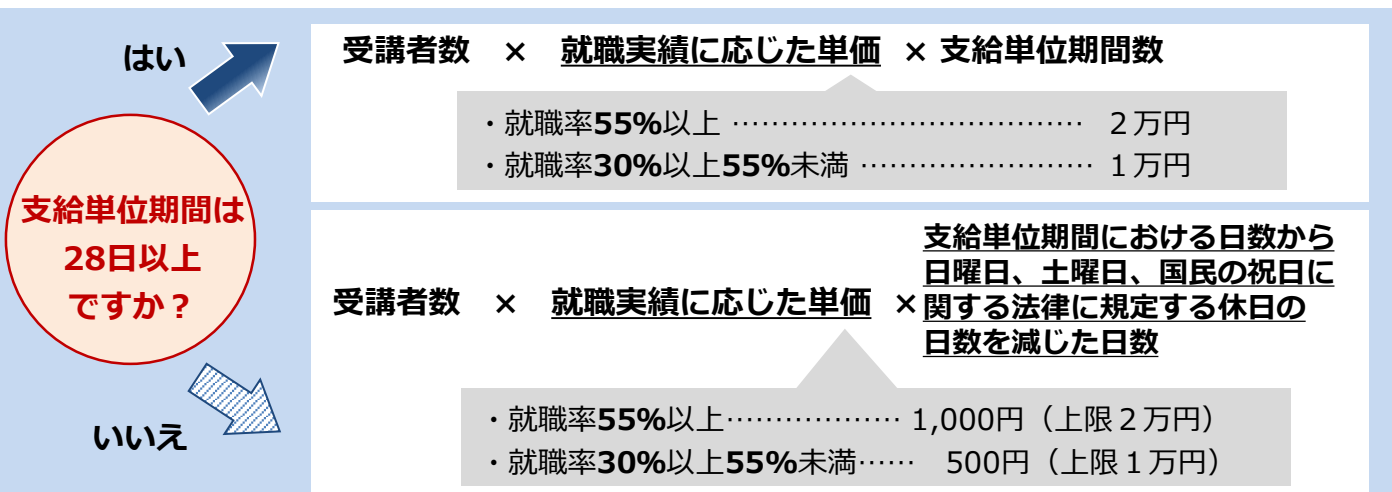 はい
受講者数 × 就職実績に応じた単価 × 支給単位期間数
・就職率55%以上 ……………………………… ２万円
・就職率30%以上55%未満 …………………… １万円
支給単位期間は
28日以上
ですか？
受講者数 × 就職実績に応じた単価 ×
支給単位期間における日数から
日曜日、土曜日、国民の祝日に
関する法律に規定する休日の
日数を減じた日数
いいえ
・就職率55%以上……………… 1,000円（上限２万円）
・就職率30%以上55%未満…… 500円（上限１万円）